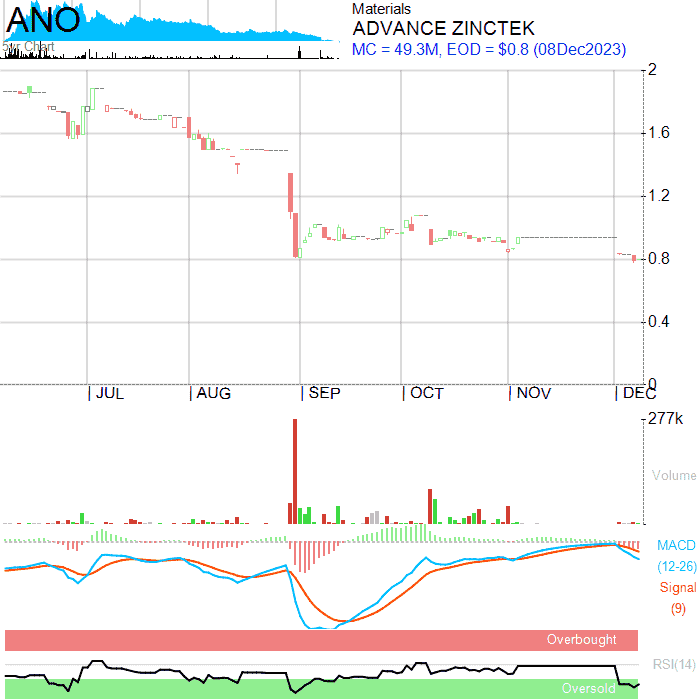 ANO
5yr Chart
Materials
ADVANCE ZINCTEK
MC = 49.3M, EOD = $0.8 (08Dec2023)
2
1.6
1.2
0.8
0.4
0
JUL AUG SEP OCT NOV DEC
277k
Volume
MACD
(12-26)
Signal
(9)
Overbought
RSI(14)
Oversold